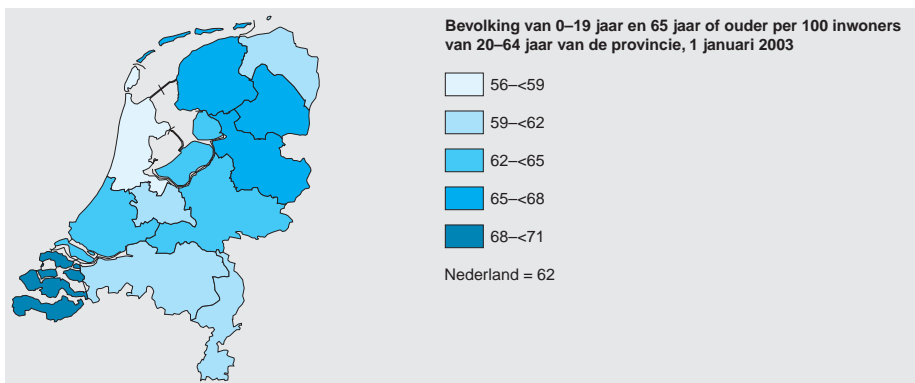 Bevolking van 0–19 jaar en 65 jaar of ouder per 100 inwoners
van 20–64 jaar van de provincie, 1 januari 2003
56–<59
59–<62
62–<65
65–<68
68–<71
Nederland = 62